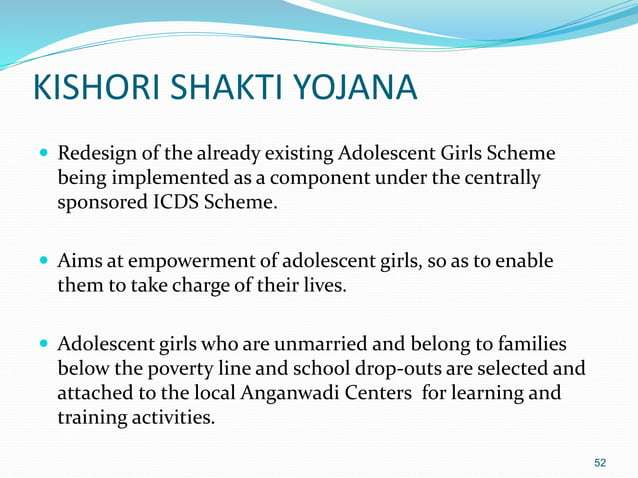 KISHORI SHAKTI YOJANA
• Redesign of the already existing Adolescent Girls Scheme
being implemented as a component under the centrally
sponsored ICDS Scheme.
• Aims at empowerment of adolescent girls, so as to enable
them to take charge of their lives.
• Adolescent girls who are unmarried and belong to families
below the poverty line and school drop-outs are selected and
attached to the local Anganwadi Centers  for learning and
training activities.
52